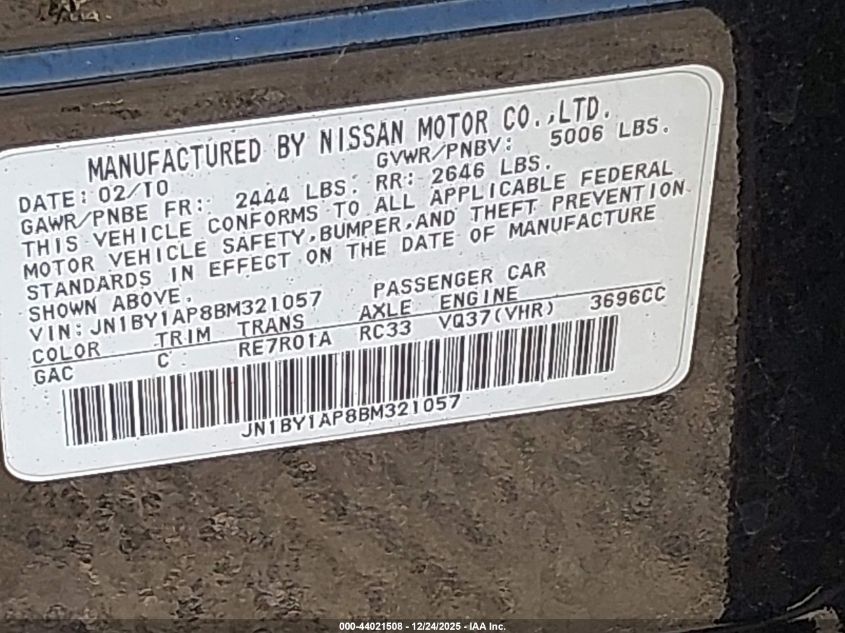 MANUFACTURED BY NISSAN MOTOR CO.,LTD.
DATE: 02/10 GVWR/PNBV: 5006 LBS.
GAWR/PNBE FR: 2444 LBS. RR: 2646 LBS.
THIS VEHICLE CONFORMS TO ALL APPLICABLE FEDERAL
MOTOR VEHICLE SAFETY,BUMPER,AND THEFT PREVENTION
STANDARDS IN EFFECT ON THE DATE OF MANUFACTURE
SHOWN ABOVE.
VIN: JN1BY1AP8BM321057 PASSENGER CAR
COLOR TRIM TRANS AXLE ENGINE
GAC C RE7R01A RC33 VQ37(VHR) 3696CC
JN1BY1AP8BM321057
000-44021508 - 12/24/2025 - IAA Inc.